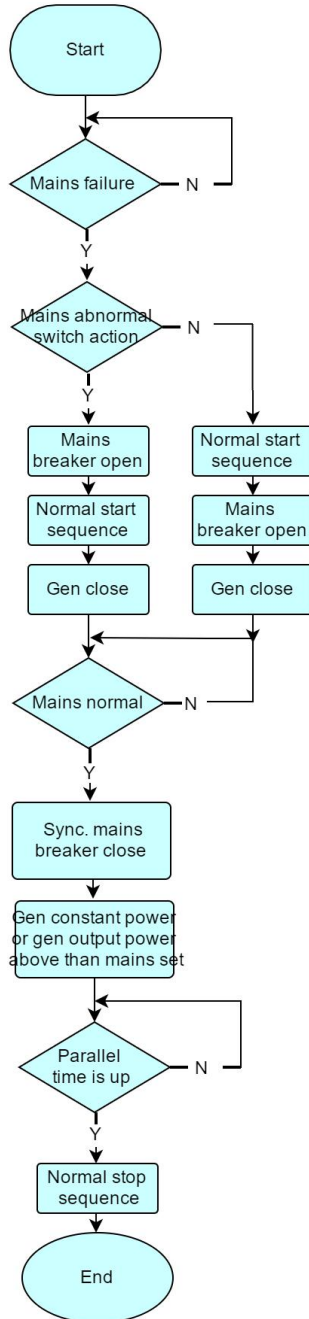 Start
Mains failure
N
Y
Mains abnormal
switch action
N
Y
Mains
breaker open
Normal start
sequence
Normal start
sequence
Mains
breaker open
Gen close
Gen close
Mains normal
N
Y
Sync. mains
breaker close
Gen constant power
or gen output power
above than mains set
Parallel
time is up
N
Y
Normal stop
sequence
End